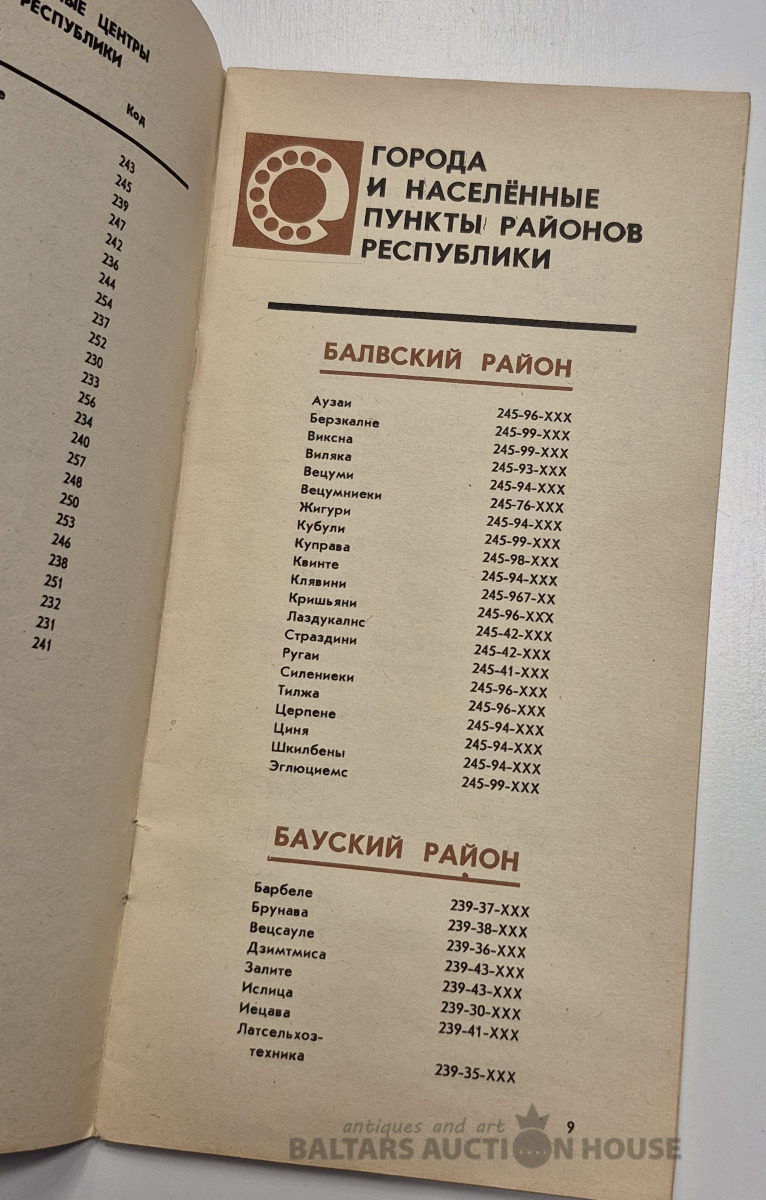 ЦЕНТРЫ
РЕСПУБЛИКИ
Код
243
245
239
247
242
236
244
254
237
252
230
233
256
234
240
257
248
250
253
246
238
251
232
231
241
ГОРОДА
И НАСЕЛЁННЫЕ
ПУНКТЫ РАЙОНОВ
РЕСПУБЛИКИ
БАЛВСКИЙ РАЙОН
Аузаи 245-96-XXX
Берзкалне 245-99-XXX
Виксна 245-99-XXX
Виляка 245-93-XXX
Вецуми 245-94-XXX
Вецумниеки 245-76-XXX
Жигури 245-94-XXX
Кубули 245-99-XXX
Куправа 245-98-XXX
Квинте 245-94-XXX
Клявини 245-967-XX
Кришьяни 245-96-XXX
Лаздукалнс 245-42-XXX
Страздини 245-42-XXX
Ругаи 245-41-XXX
Силениеки 245-96-XXX
Тилжа 245-96-XXX
Церпене 245-94-XXX
Циня 245-94-XXX
Шкилбены 245-94-XXX
Эглюциемс 245-99-XXX
БАУСКИЙ РАЙОН
Барбеле 239-37-XXX
Брунава 239-38-XXX
Вецсауле 239-36-XXX
Дзимтмиса 239-43-XXX
Залите 239-43-XXX
Ислица 239-30-XXX
Иецава 239-41-XXX
Латсельхоз-
техника 239-35-XXX
9
antiques and art
BALTARS AUCTION HOUSE